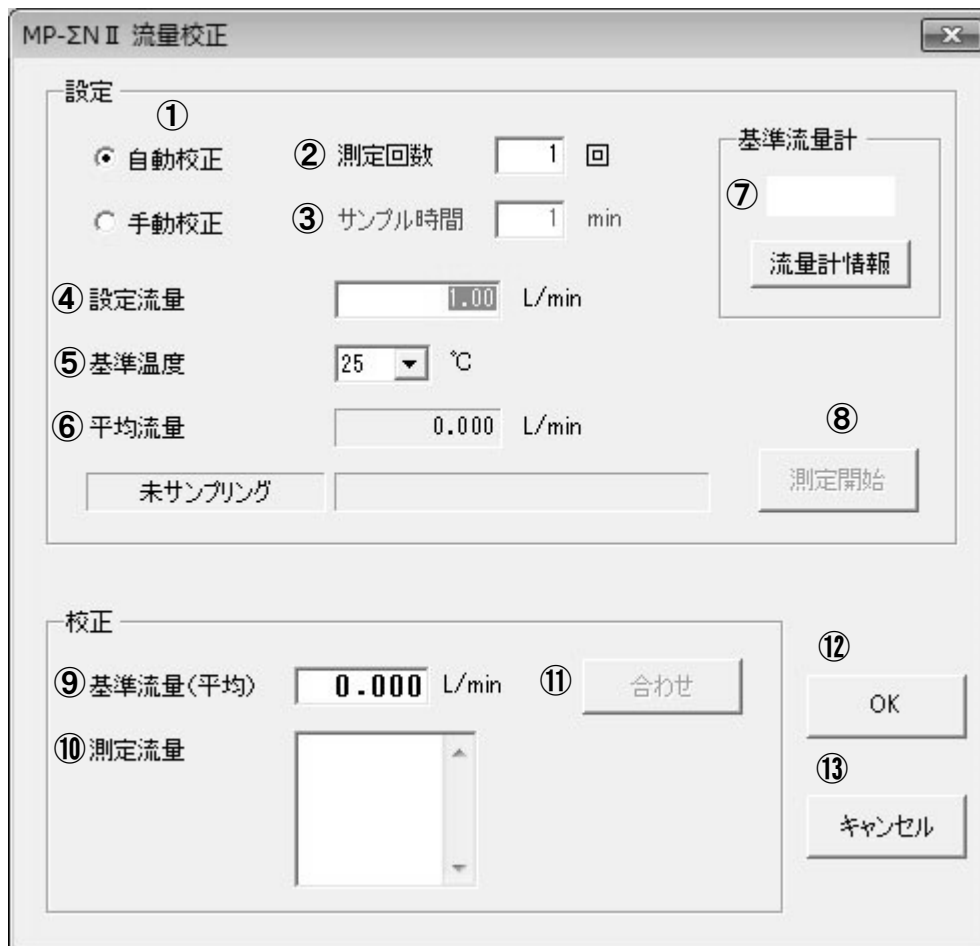 MP-ΣNⅡ 流量校正
設定
①
自動校正
② 測定回数 1 回
基準流量計
手動校正
③ サンプル時間 1 min
⑦
流量計情報
④ 設定流量 1.00 L/min
⑤ 基準温度 25 ℃
⑥ 平均流量 0.000 L/min
⑧
未サンプリング
測定開始
校正
⑨ 基準流量(平均) 0.000 L/min
⑪ 合わせ
⑩ 測定流量
⑫
OK
⑬
キャンセル